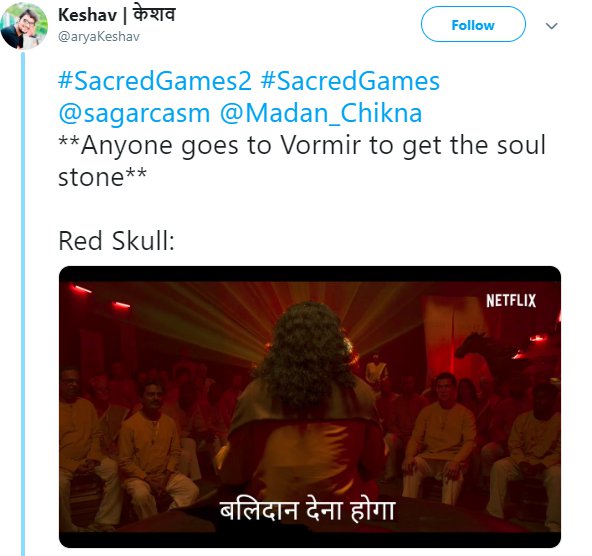 Keshav | केशव
@aryaKeshav
Follow
#SacredGames2 #SacredGames
@sagarcasm @Madan_Chikna
**Anyone goes to Vormir to get the soul
stone**
Red Skull:
NETFLIX
बलिदान देना होगा